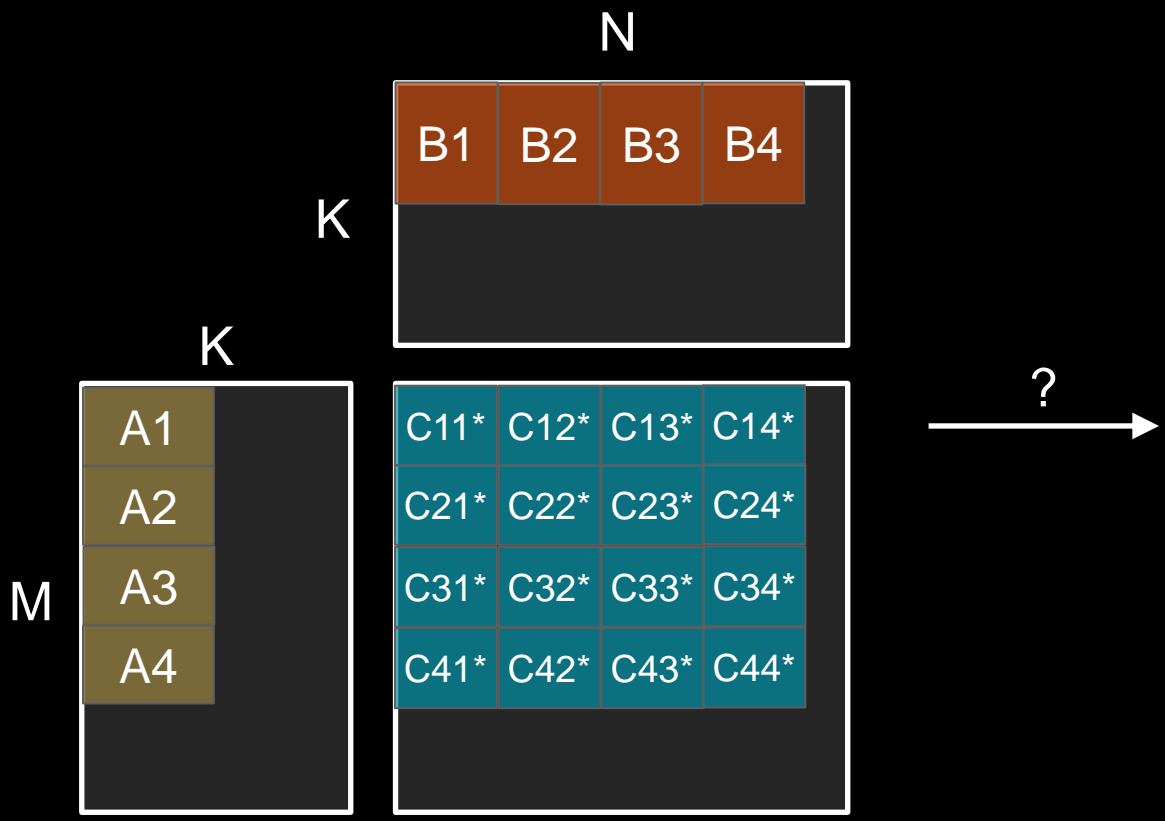 N
B1 B2 B3 B4
K
K
?
A1
C11* C12* C13* C14*
A2
C21* C22* C23* C24*
M
A3
C31* C32* C33* C34*
A4
C41* C42* C43* C44*